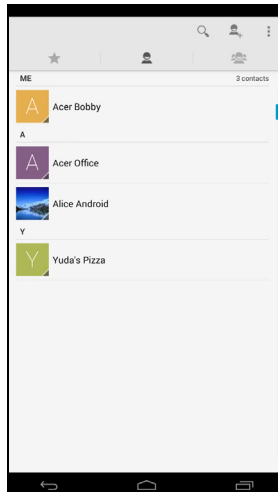 ME 3 contacts
A Acer Bobby
A
A Acer Office
Alice Android
Y
Y Yuda's Pizza